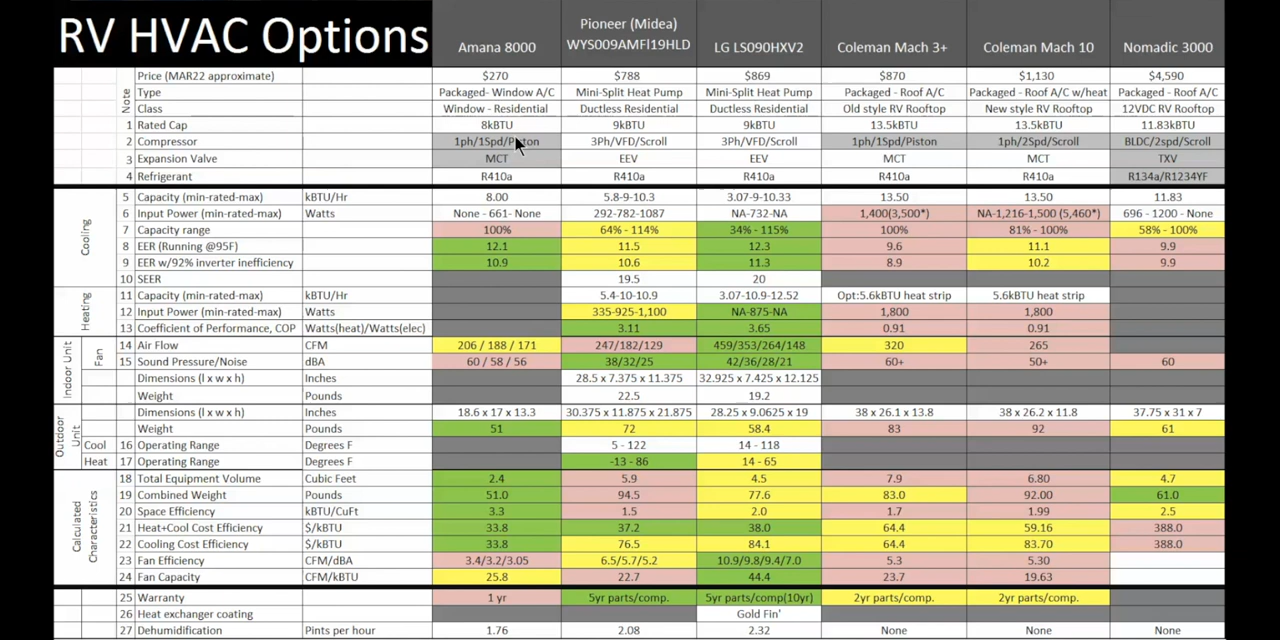 RV HVAC Options
Amana 8000
Pioneer (Midea)
WYS009AMFI19HLD
LG LS090HXV2
Coleman Mach 3+
Coleman Mach 10
Nomadic 3000
Note
Price (MAR22 approximate) $270 $788 $869 $870 $1,130 $4,590
Type Packaged- Window A/C Mini-Split Heat Pump Mini-Split Heat Pump Packaged - Roof A/C Packaged - Roof A/C w/heat Packaged - Roof A/C
Class Window - Residential Ductless Residential Ductless Residential Old style RV Rooftop New style RV Rooftop 12VDC RV Rooftop
1 Rated Cap 8kBTU 9kBTU 9kBTU 13.5kBTU 13.5kBTU 11.83kBTU
2 Compressor 1ph/1Spd/Piston 3Ph/VFD/Scroll 3Ph/VFD/Scroll 1ph/1Spd/Piston 1ph/2Spd/Scroll BLDC/2spd/Scroll
3 Expansion Valve MCT EEV EEV MCT MCT TXV
4 Refrigerant R410a R410a R410a R410a R410a R134a/R1234YF
Cooling
5 Capacity (min-rated-max) kBTU/Hr 8.00 5.8-9-10.3 3.07-9-10.33 13.50 13.50 11.83
6 Input Power (min-rated-max) Watts None - 661- None 292-782-1087 NA-732-NA 1,400(3,500*) NA-1,216-1,500 (5,460*) 696 - 1200 - None
7 Capacity range 100% 64% - 114% 34% - 115% 100% 81% - 100% 58% - 100%
8 EER (Running @95F) 12.1 11.5 12.3 9.6 11.1 9.9
9 EER w/92% inverter inefficiency 10.9 10.6 11.3 8.9 10.2 9.9
10 SEER 19.5 20
Heating
11 Capacity (min-rated-max) kBTU/Hr 5.4-10-10.9 3.07-10.9-12.52 Opt:5.6kBTU heat strip 5.6kBTU heat strip
12 Input Power (min-rated-max) Watts 335-925-1,100 NA-875-NA 1,800 1,800
13 Coefficient of Performance, COP Watts(heat)/Watts(elec) 3.11 3.65 0.91 0.91
Indoor Unit
Fan
14 Air Flow CFM 206 / 188 / 171 247/182/129 459/353/264/148 320 265
15 Sound Pressure/Noise dBA 60 / 58 / 56 38/32/25 42/36/28/21 60+ 50+ 60
Dimensions (l x w x h) Inches 28.5 x 7.375 x 11.375 32.925 x 7.425 x 12.125
Weight Pounds 22.5 19.2
Outdoor Unit
Dimensions (l x w x h) Inches 18.6 x 17 x 13.3 30.375 x 11.875 x 21.875 28.25 x 9.0625 x 19 38 x 26.1 x 13.8 38 x 26.2 x 11.8 37.75 x 31 x 7
Weight Pounds 51 72 58.4 83 92 61
Cool 16 Operating Range Degrees F 5 - 122 14 - 118
Heat 17 Operating Range Degrees F -13 - 86 14 - 65
Calculated Characteristics
18 Total Equipment Volume Cubic Feet 2.4 5.9 4.5 7.9 6.80 4.7
19 Combined Weight Pounds 51.0 94.5 77.6 83.0 92.00 61.0
20 Space Efficiency kBTU/CuFt 3.3 1.5 2.0 1.7 1.99 2.5
21 Heat+Cool Cost Efficiency $/kBTU 33.8 37.2 38.0 64.4 59.16 388.0
22 Cooling Cost Efficiency $/kBTU 33.8 76.5 84.1 64.4 83.70 388.0
23 Fan Efficiency CFM/dBA 3.4/3.2/3.05 6.5/5.7/5.2 10.9/9.8/9.4/7.0 5.3 5.30
24 Fan Capacity CFM/kBTU 25.8 22.7 44.4 23.7 19.63
25 Warranty 1 yr 5yr parts/comp. 5yr parts/comp(10yr) 2yr parts/comp. 2yr parts/comp.
26 Heat exchanger coating Gold Fin'
27 Dehumidification Pints per hour 1.76 2.08 2.32 None None None